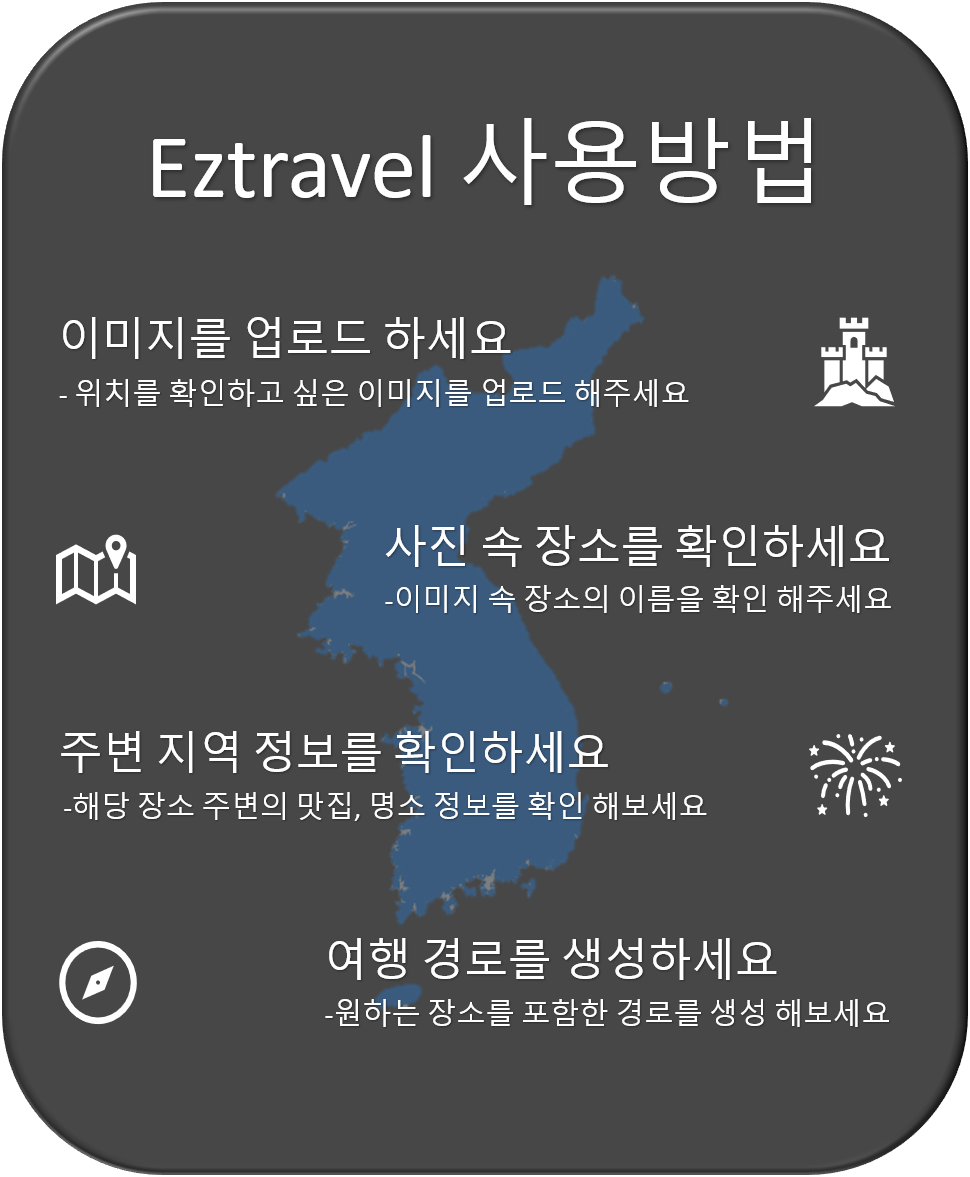 Eztravel 사용방법
이미지를 업로드 하세요
- 위치를 확인하고 싶은 이미지를 업로드 해주세요
사진 속 장소를 확인하세요
-이미지 속 장소의 이름을 확인 해주세요
주변 지역 정보를 확인하세요
-해당 장소 주변의 맛집, 명소 정보를 확인 해보세요
여행 경로를 생성하세요
-원하는 장소를 포함한 경로를 생성 해보세요